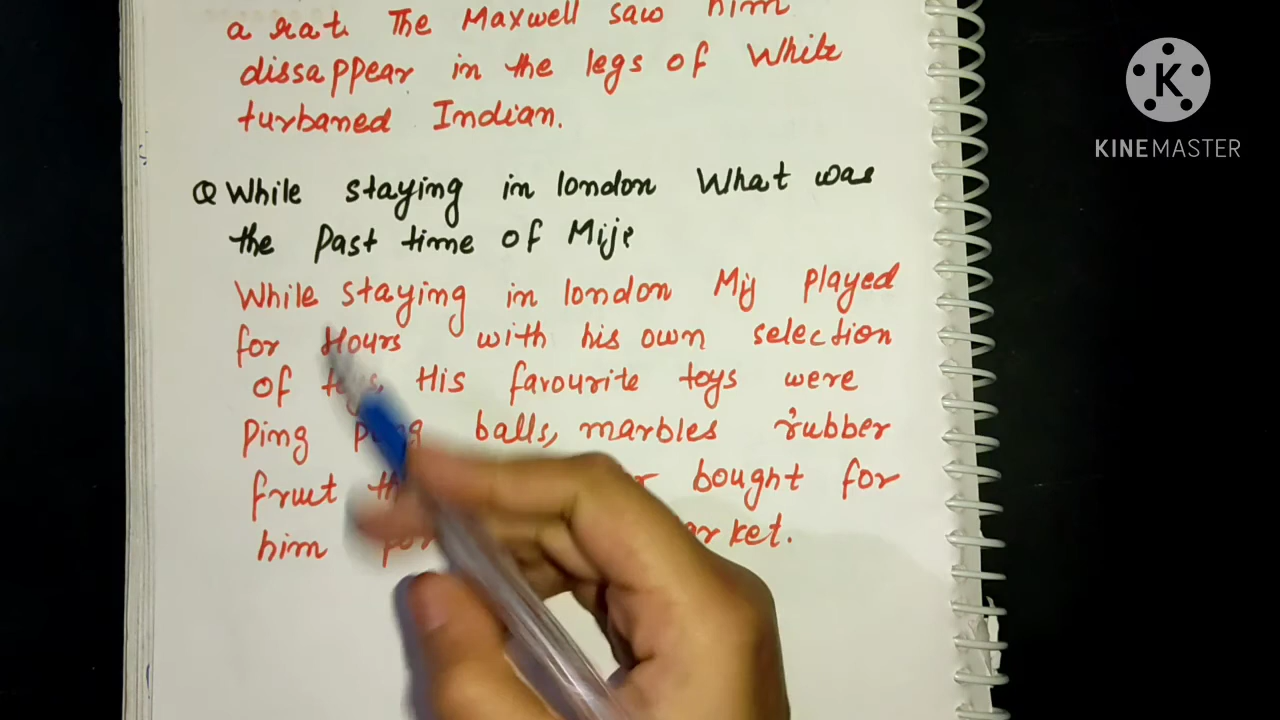 a rat. The Maxwell saw him
dissappear in the legs of White
turbaned Indian.
Q While staying in london What was
the Past time of Mije
While staying in london Mij Played
for Hours with his own selection
of toys. His favourite toys were
Ping Pong balls, marbles rubber
fruit bought for
him
KINEMASTER